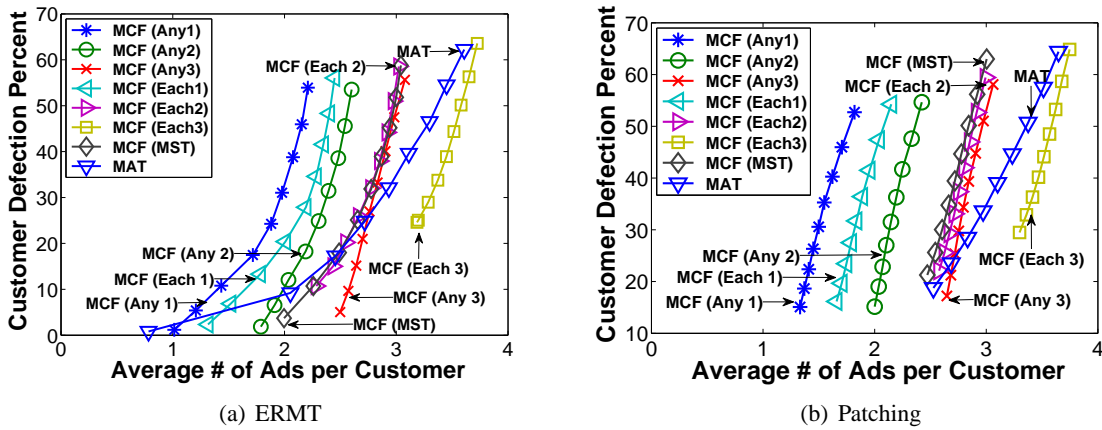 70
60
50
40
30
20
10
0
Customer Defection Percent
MCF (Any1)
MCF (Any2)
MCF (Any3)
MCF (Each1)
MCF (Each2)
MCF (Each3)
MCF (MST)
MAT
MAT
MCF (Each 2)
MCF (Any 2)
MCF (Each 1)
MCF (Any 1)
MCF (Each 3)
MCF (Any 3)
MCF (MST)
0 1 2 3 4
Average # of Ads per Customer
(a) ERMT
70
60
50
40
30
20
10
Customer Defection Percent
MCF (Any1)
MCF (Any2)
MCF (Any3)
MCF (Each1)
MCF (Each2)
MCF (Each3)
MCF (MST)
MAT
MCF (MST)
MCF (Each 2)
MAT
MCF (Any 2)
MCF (Each 1)
MCF (Any 1)
MCF (Each 3)
MCF (Any 3)
0 1 2 3 4
Average # of Ads per Customer
(b) Patching